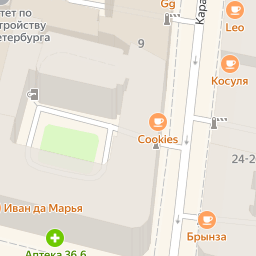 тет по
тройству
етербурга
9
Gg
Кара
Leo
Косуля
Cookies
24-2
Иван да Марья
Брынза
Аптека 36,6